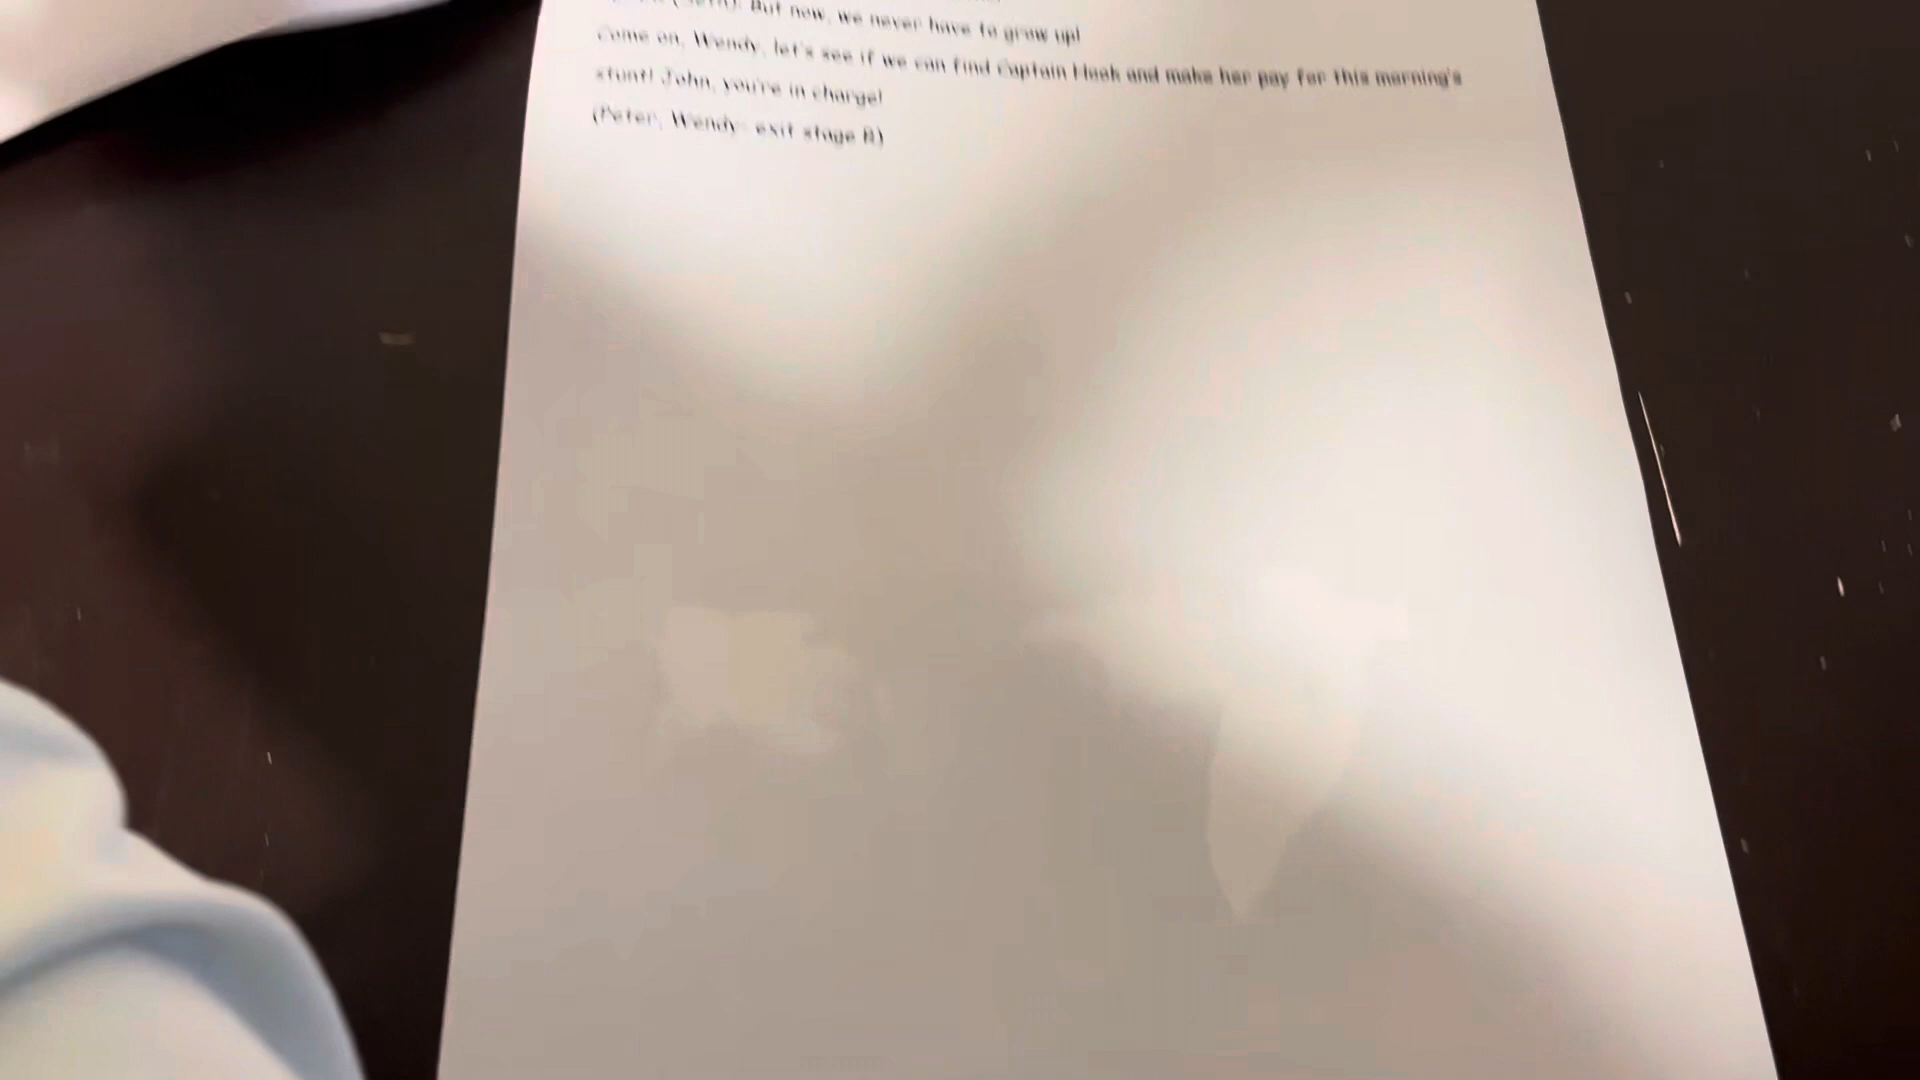 But now, we never have to grow up!
Come on, Wendy, let's see if we can find Captain Hook and make her pay for this morning's
stunt! John, you're in charge!
(Peter, Wendy: exit stage R)